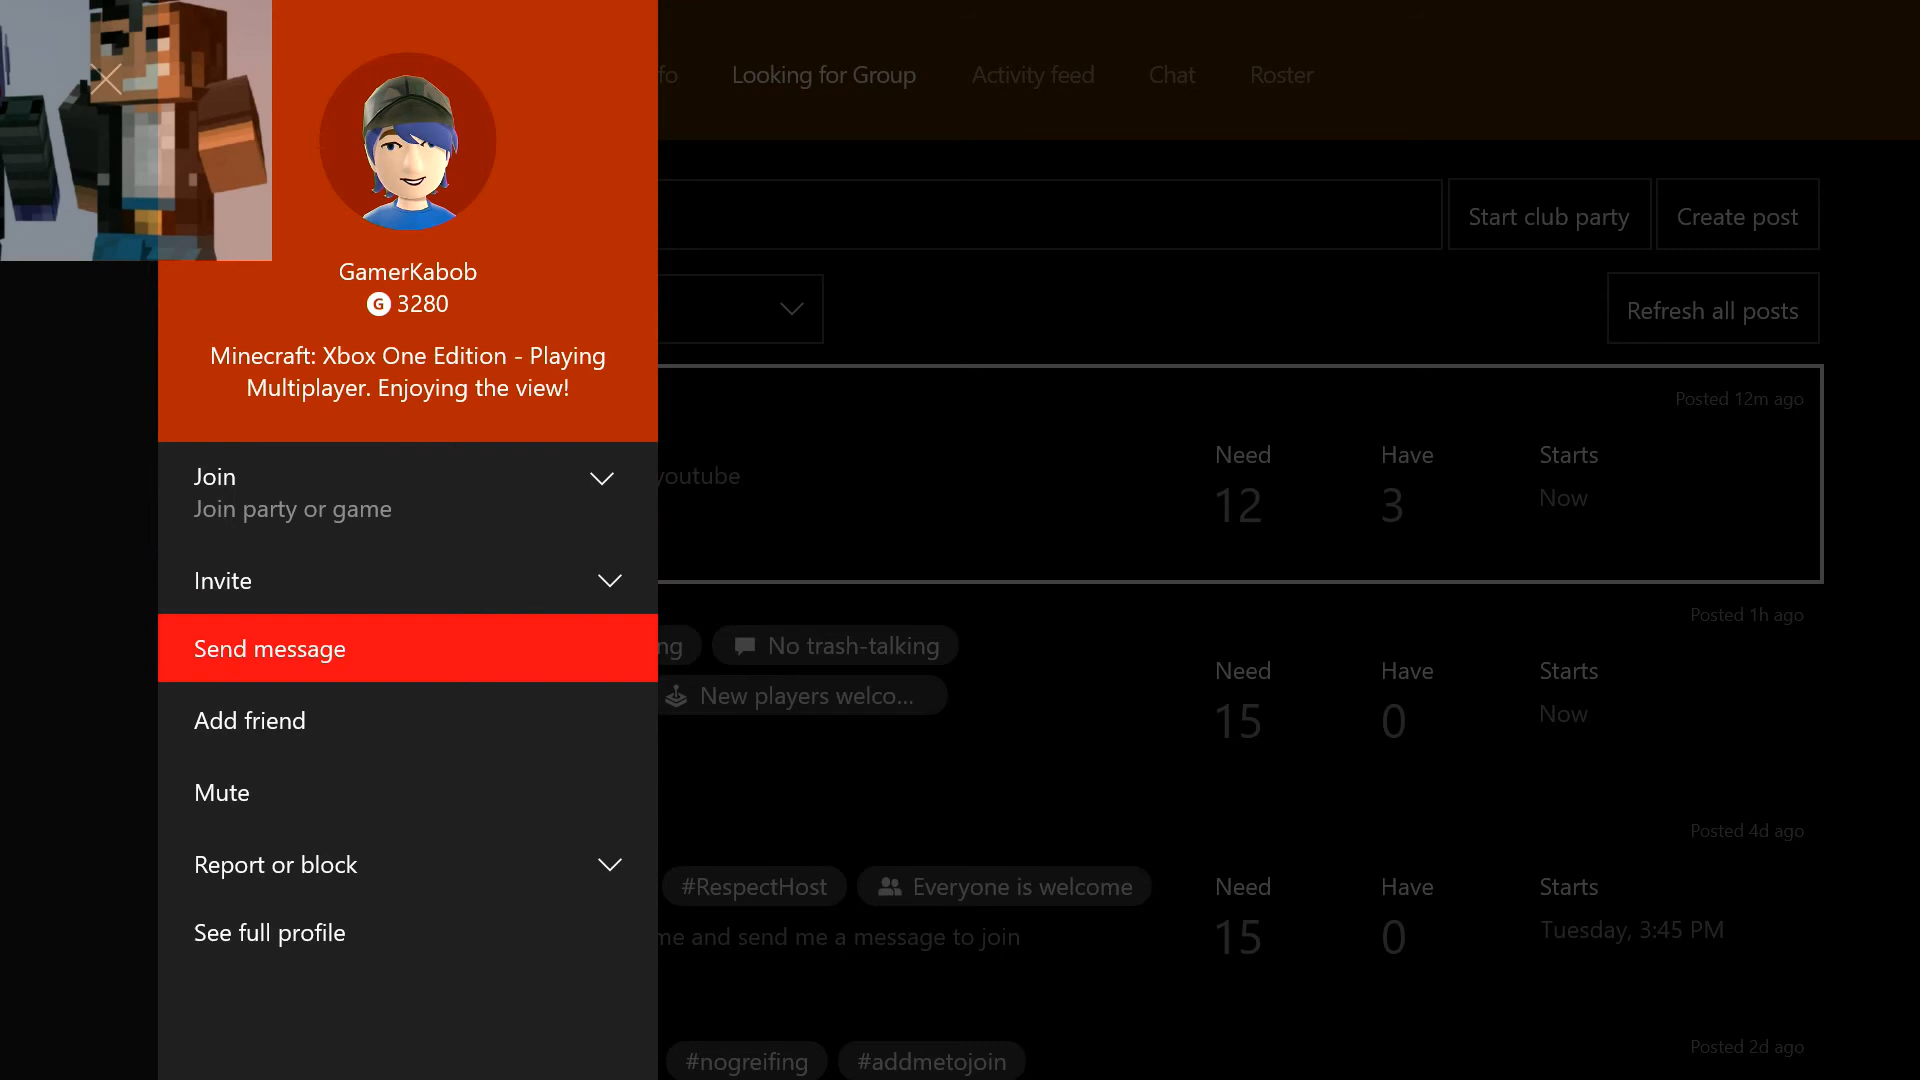 Looking for Group
Activity feed
Chat
Roster
GamerKabob
G 3280
Minecraft: Xbox One Edition - Playing
Multiplayer. Enjoying the view!
Join
Join party or game
Invite
Send message
Add friend
Mute
Report or block
See full profile
Start club party
Create post
Refresh all posts
Posted 12m ago
youtube
Need
Have
Starts
12
3
Now
Posted 1h ago
No trash-talking
New players welco...
Need
Have
Starts
15
0
Now
Posted 4d ago
#RespectHost
Everyone is welcome
me and send me a message to join
Need
Have
Starts
15
0
Tuesday, 3:45 PM
Posted 2d ago
#nogreifing
#addmetojoin